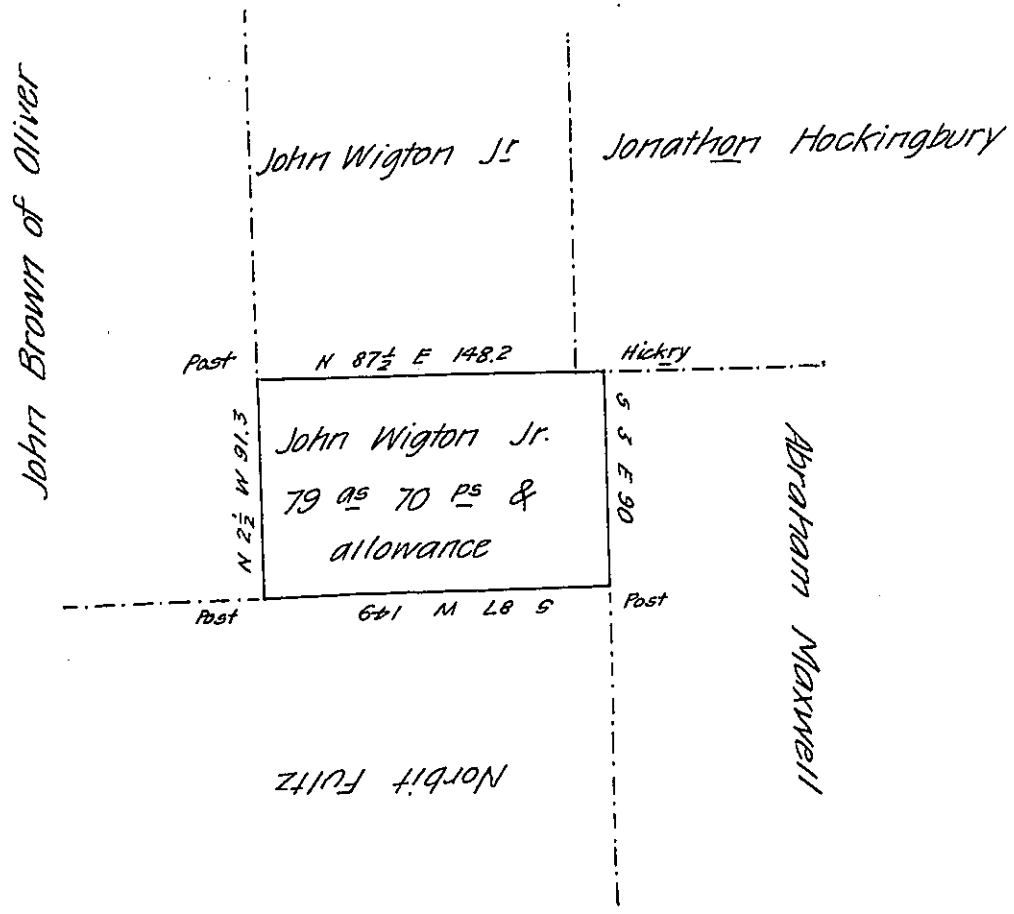 John Brown of Oliver
John Wigton Jr
Jonathon Hockingbury
Post
N 87½ E 148.2
Hickry
N 2½ W 91.3
John Wigton Jr.
79 as 70 ps &
allowance
S 3 E 90
Abraham Maxwell
Post
S 87 W 149
Post
Norbit Fultz